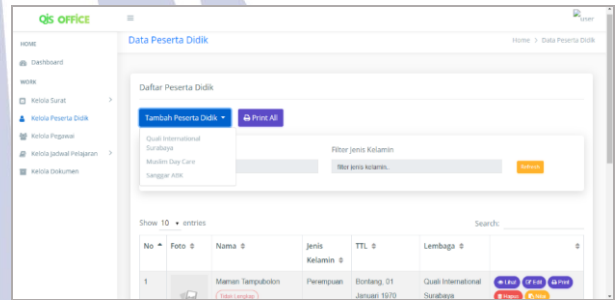 QIS OFFICE
user
HOME
Data Peserta Didik
Home > Data Peserta Didik
Dashboard
WORK
Kelola Surat
Kelola Peserta Didik
Kelola Pegawai
Kelola Jadwal Pelajaran
Kelola Dokumen
Daftar Peserta Didik
Tambah Peserta Didik
Print All
Quali International
Surabaya
Muslim Day Care
Sanggar ABK
Filter Jenis Kelamin
filter jenis kelamin..
Refresh
Show 10 entries
Search:
No Foto Nama Jenis Kelamin TTL Lembaga
1 Maman Tampubolon Perempuan Bontang, 01 Januari 1970 Quali International Surabaya
Tidak Lengkap
Lihat Edit Print
Hapus